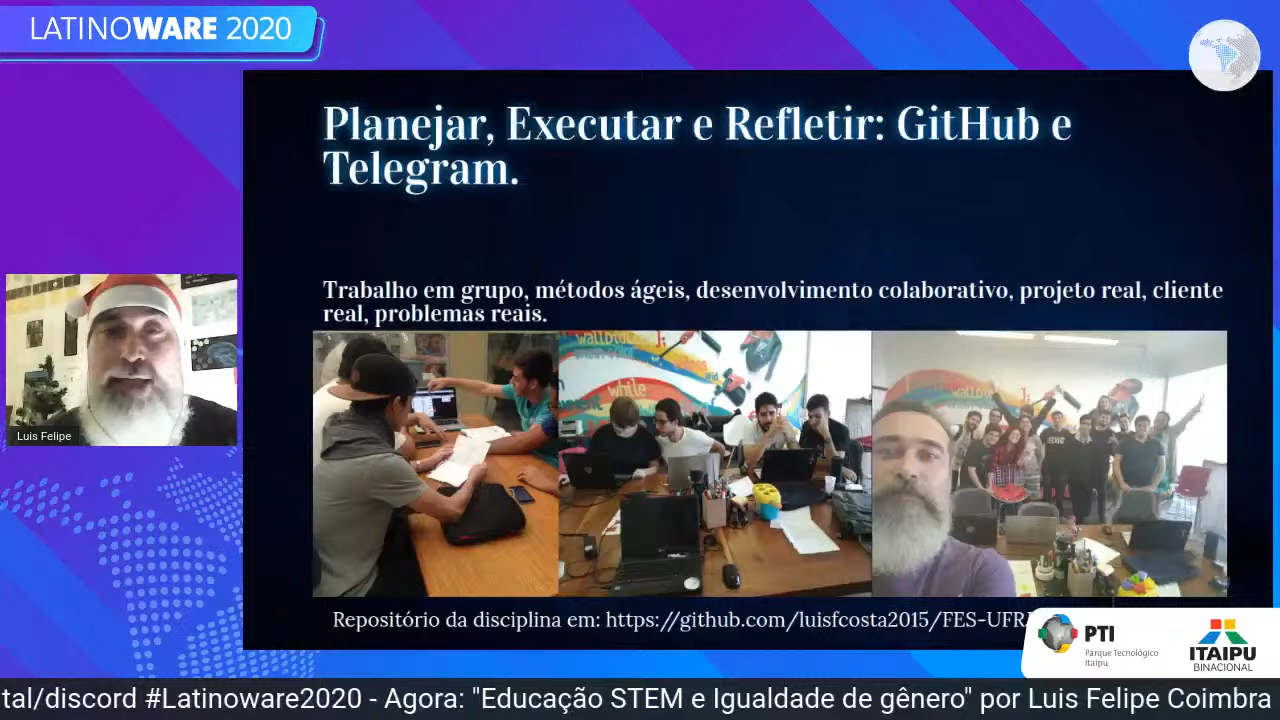 LATINOWARE 2020
Planejar, Executar e Refletir: GitHub e
Telegram.
Trabalho em grupo, métodos ágeis, desenvolvimento colaborativo, projeto real, cliente
real, problemas reais.
while
Luis Felipe
Repositório da disciplina em: https://github.com/luisfcosta2015/FES-UFR
PTI
Parque Tecnológico
Itaipu
ITAIPU
BINACIONAL
tal/discord #Latinoware2020 - Agora: "Educação STEM e Igualdade de gênero" por Luis Felipe Coimbra